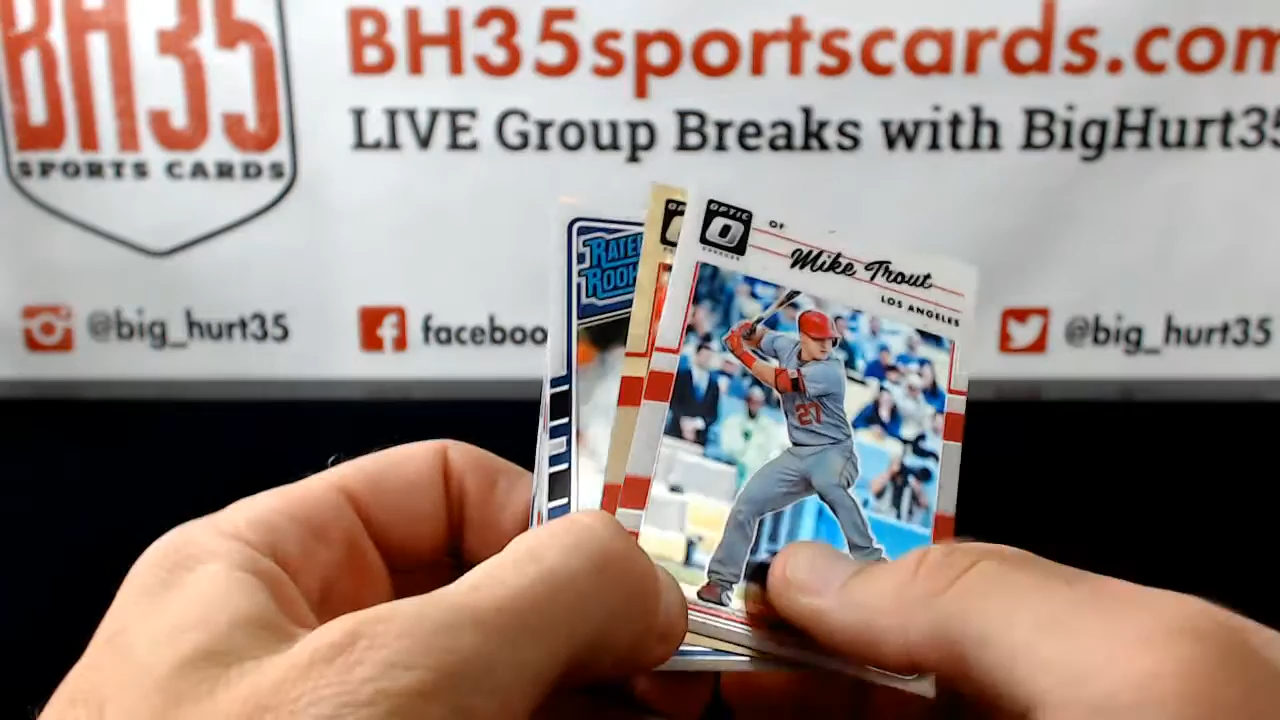 BH35
SPORTS CARDS
BH35sportscards.com
LIVE Group Breaks with BigHurt35
@big_hurt35
faceboo
@big_hurt35
RATE
ROOK
OPTIC
OF
Mike Trout
LOS ANGELES
27